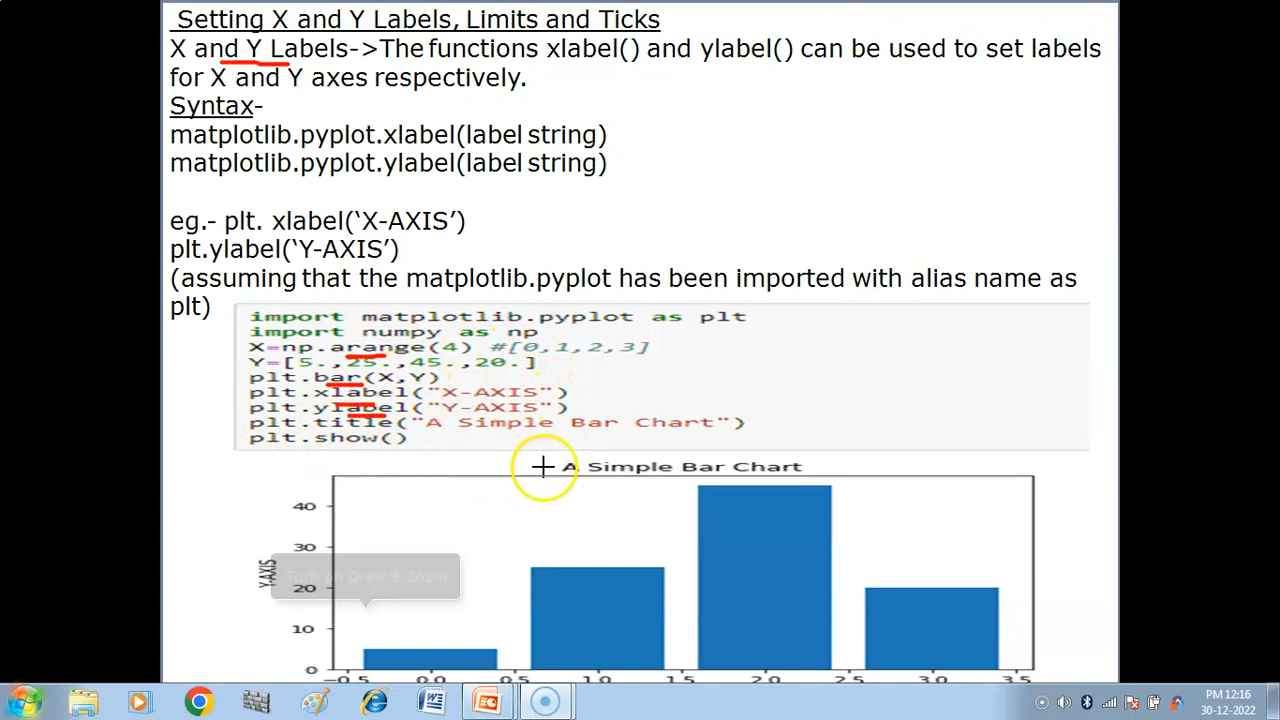 Setting X and Y Labels, Limits and Ticks
X and Y Labels->The functions xlabel() and ylabel() can be used to set labels
for X and Y axes respectively.
Syntax-
matplotlib.pyplot.xlabel(label string)
matplotlib.pyplot.ylabel(label string)
eg.- plt. xlabel(‘X-AXIS’)
plt.ylabel(‘Y-AXIS’)
(assuming that the matplotlib.pyplot has been imported with alias name as
plt)
import matplotlib.pyplot as plt
import numpy as np
X=np.arange(4) #[0,1,2,3]
Y=[5.,25.,45.,20.]
plt.bar(X,Y)
plt.xlabel("X-AXIS")
plt.ylabel("Y-AXIS")
plt.title("A Simple Bar Chart")
plt.show()
A Simple Bar Chart
40
30
Y-AXIS
Turn on Draw & Zoom
20
10
0
-0.5 0.0 0.5 1.0 1.5 2.0 2.5 3.0 3.5
PM 12:16
30-12-2022